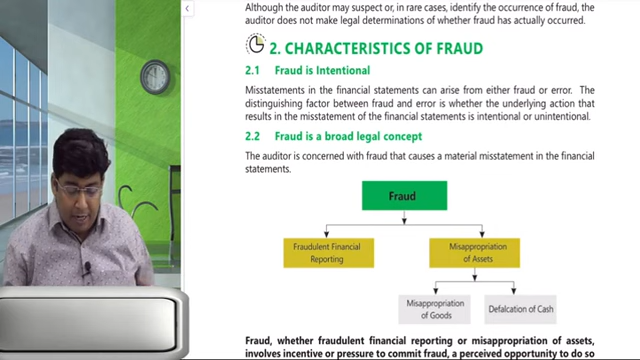 Although the auditor may suspect or, in rare cases, identify the occurrence of fraud, the
auditor does not make legal determinations of whether fraud has actually occurred.
2. CHARACTERISTICS OF FRAUD
2.1 Fraud is Intentional
Misstatements in the financial statements can arise from either fraud or error. The
distinguishing factor between fraud and error is whether the underlying action that
results in the misstatement of the financial statements is intentional or unintentional.
2.2 Fraud is a broad legal concept
The auditor is concerned with fraud that causes a material misstatement in the financial
statements.
Fraud
Fraudulent Financial
Reporting
Misappropriation
of Assets
Misappropriation
of Goods
Defalcation of Cash
Fraud, whether fraudulent financial reporting or misappropriation of assets,
involves incentive or pressure to commit fraud, a perceived opportunity to do so